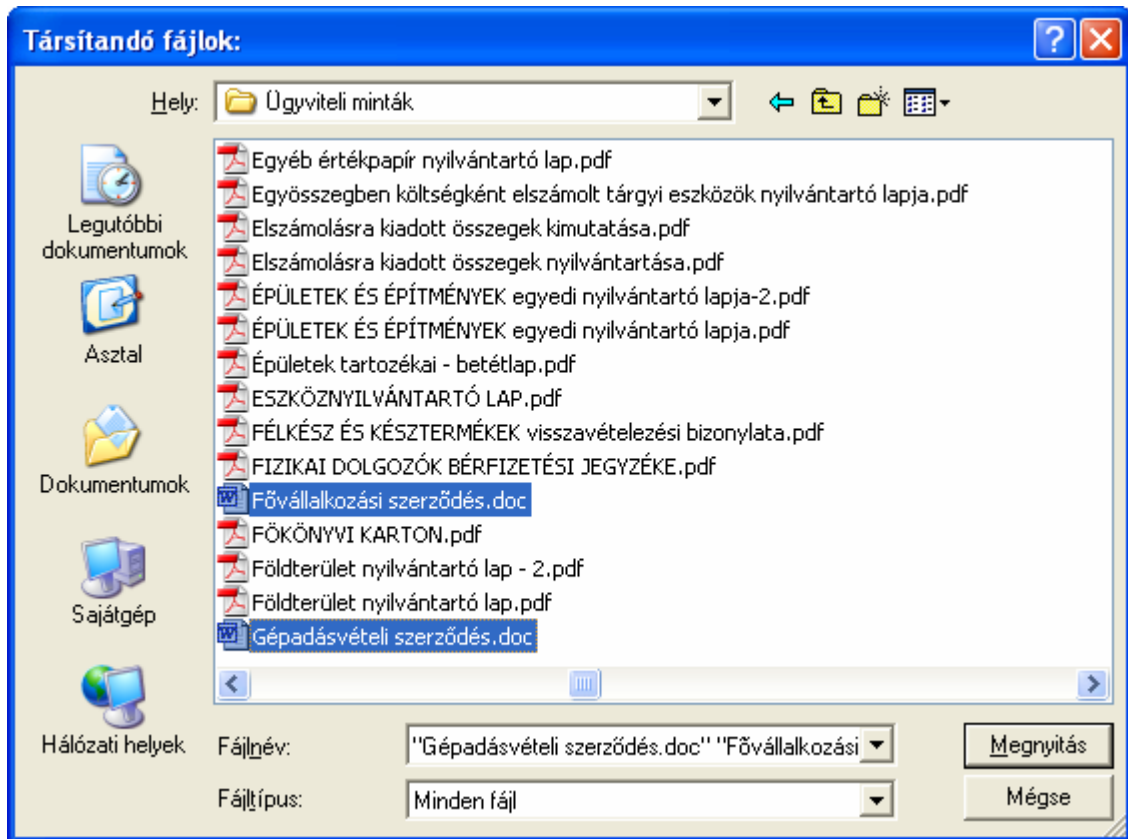 Társítandó fájlok:
Hely:
Ügyviteli minták
Legutóbbi
dokumentumok
Asztal
Dokumentumok
Sajátgép
Hálózati helyek
Egyéb értékpapír nyilvántartó lap.pdf
Egyösszegben költségként elszámolt tárgyi eszközök nyilvántartó lapja.pdf
Elszámolásra kiadott összegek kimutatása.pdf
Elszámolásra kiadott összegek nyilvántartása.pdf
ÉPÜLETEK ÉS ÉPÍTMÉNYEK egyedi nyilvántartó lapja-2.pdf
ÉPÜLETEK ÉS ÉPÍTMÉNYEK egyedi nyilvántartó lapja.pdf
Épületek tartozékai - betétlap.pdf
ESZKÖZNYILVÁNTARTÓ LAP.pdf
FÉLKÉSZ ÉS KÉSZTERMÉKEK visszavételezési bizonylata.pdf
FIZIKAI DOLGOZÓK BÉRFIZETÉSI JEGYZÉKE.pdf
Fővállalkozási szerződés.doc
FÖKÖNYVI KARTON.pdf
Földterület nyilvántartó lap - 2.pdf
Földterület nyilvántartó lap.pdf
Gépadásvételi szerződés.doc
Fájlnév:
"Gépadásvételi szerződés.doc" "Fővállalkozási
Megnyitás
Fájltípus:
Minden fájl
Mégse